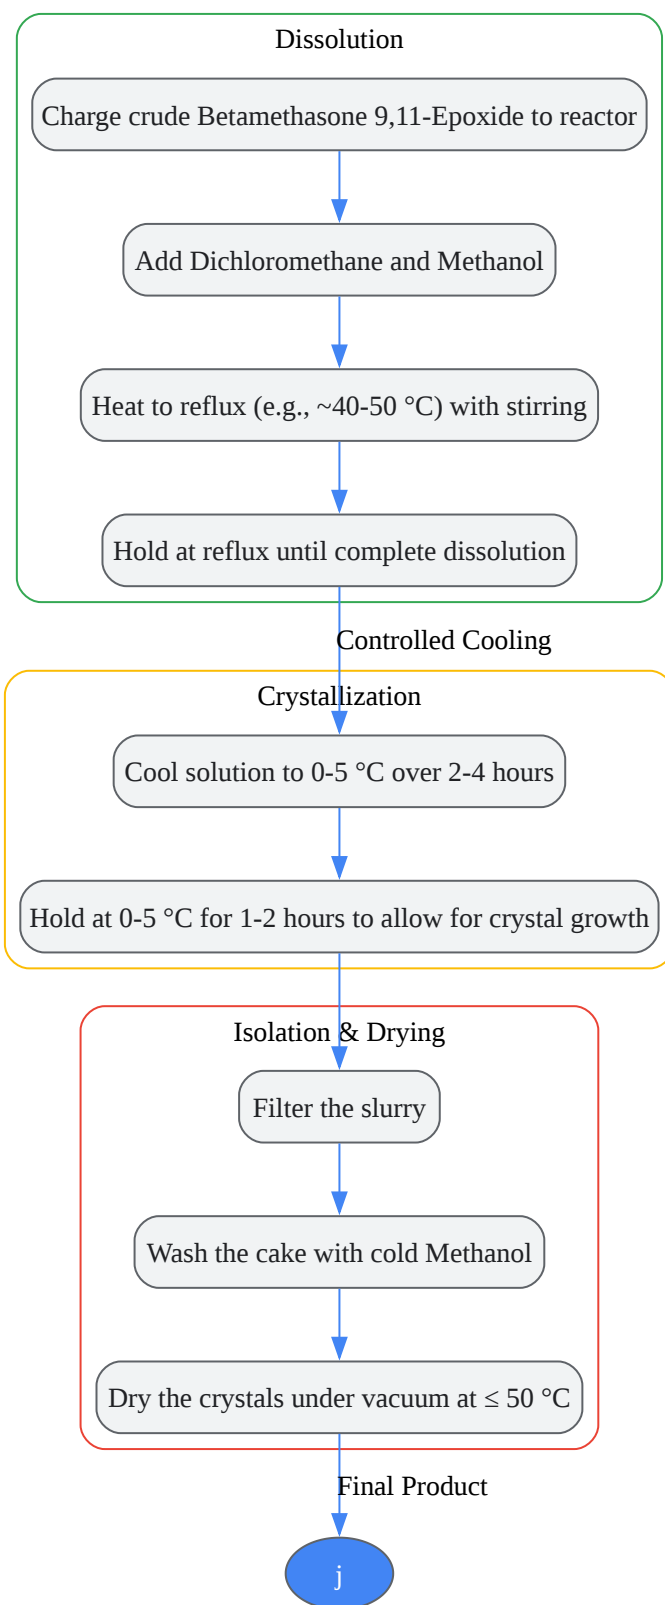 Dissolution
Charge crude Betamethasone 9,11-Epoxide to reactor
Add Dichloromethane and Methanol
Heat to reflux (e.g., ~40-50 °C) with stirring
Hold at reflux until complete dissolution
Controlled Cooling
Crystallization
Cool solution to 0-5 °C over 2-4 hours
Hold at 0-5 °C for 1-2 hours to allow for crystal growth
Isolation & Drying
Filter the slurry
Wash the cake with cold Methanol
Dry the crystals under vacuum at ≤ 50 °C
Final Product
j